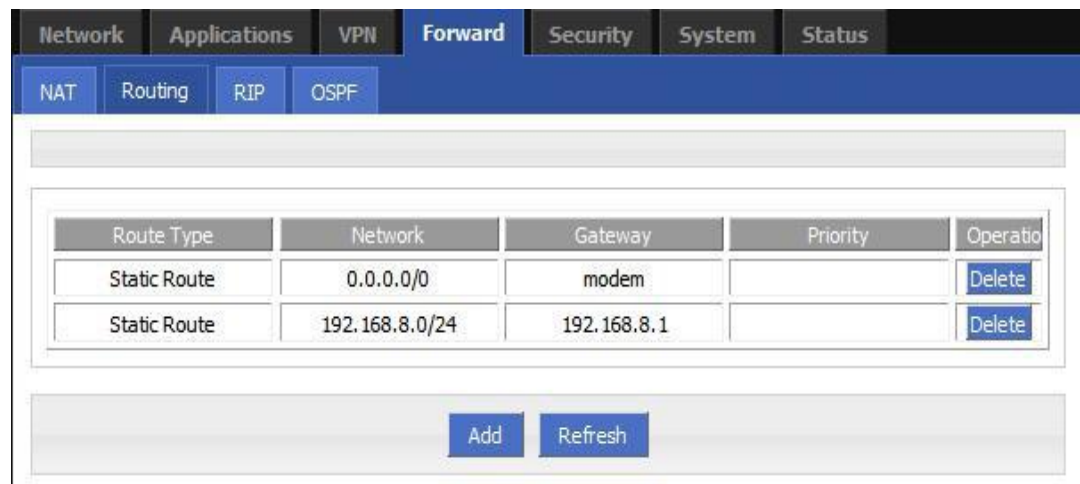 Network Applications VPN Forward Security System Status
NAT Routing RIP OSPF
Route Type Network Gateway Priority Operatio
Static Route 0.0.0.0/0 modem Delete
Static Route 192.168.8.0/24 192.168.8.1 Delete
Add Refresh